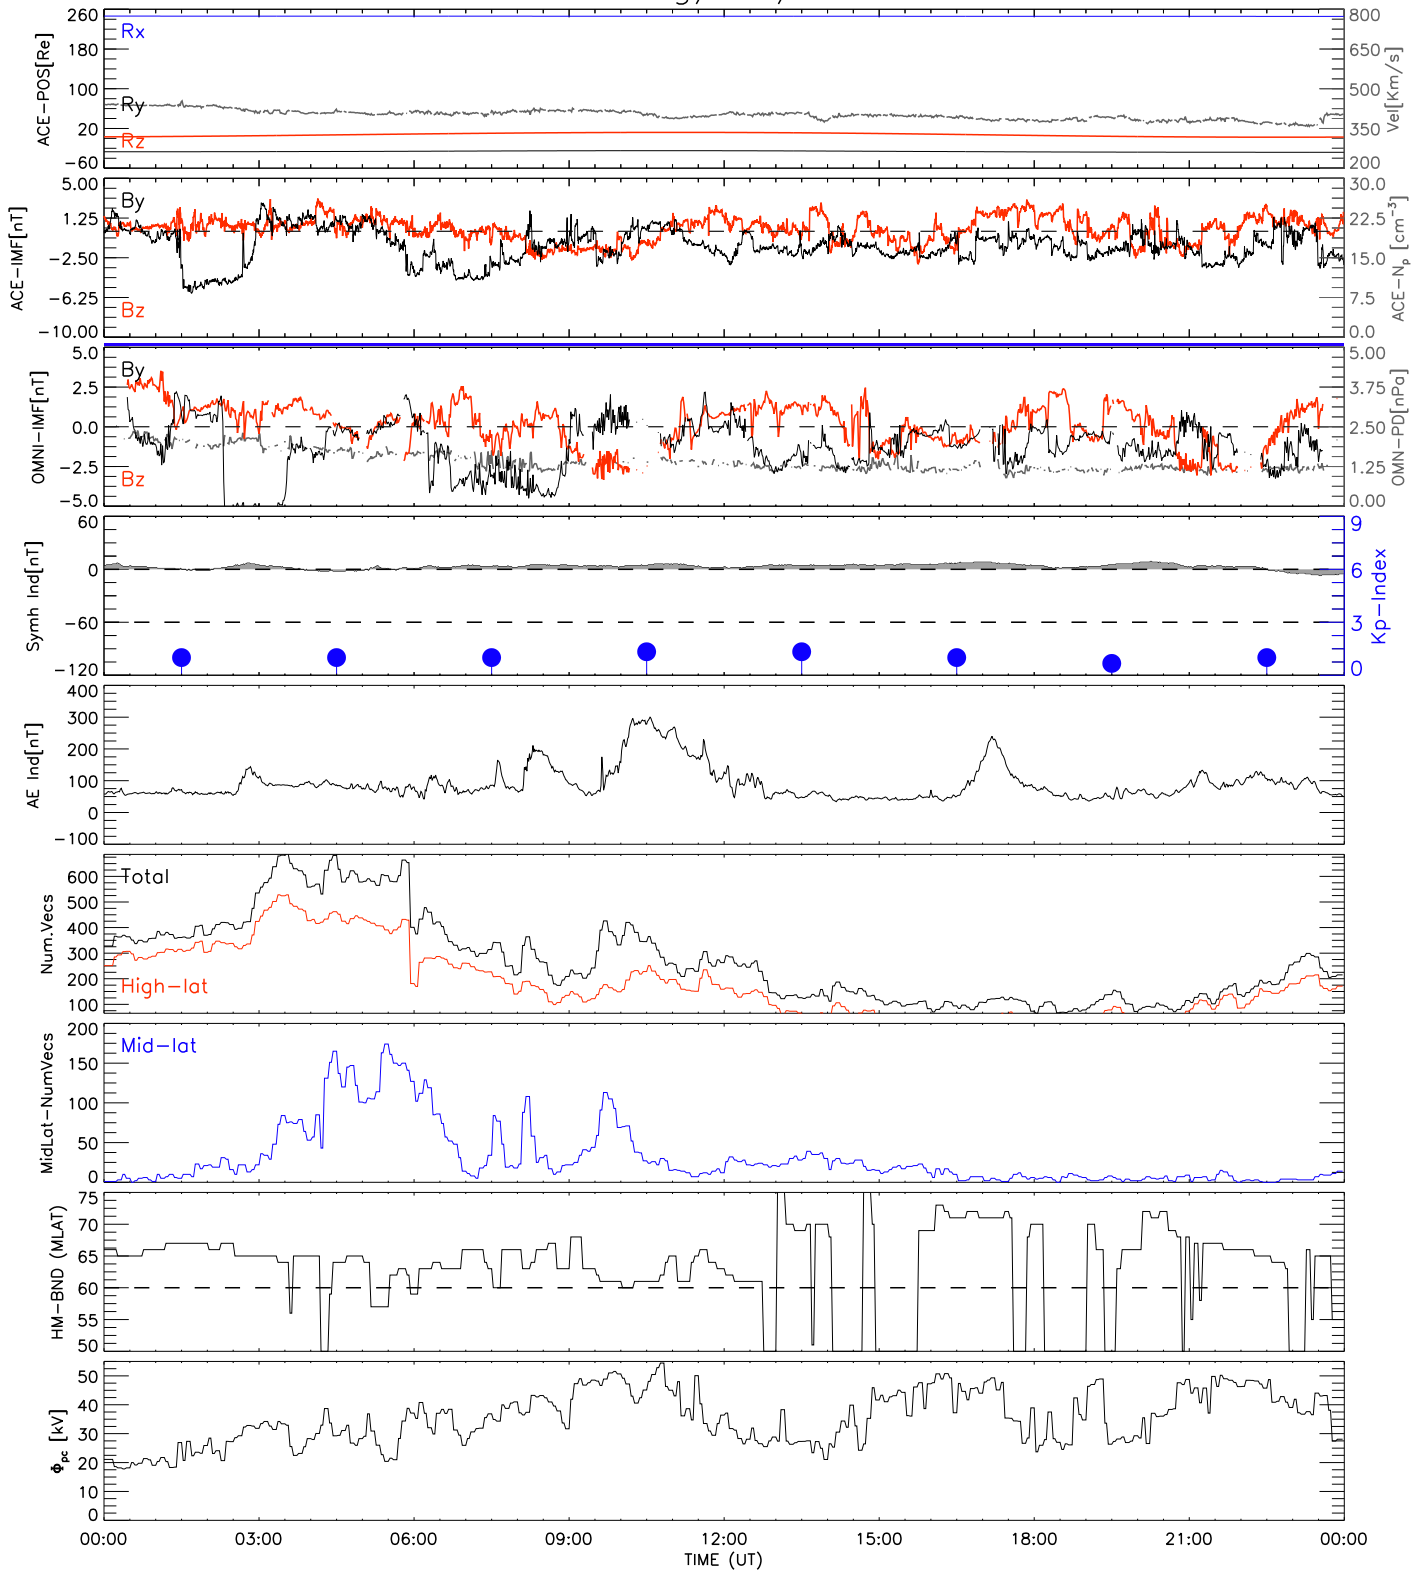 260
180
100
20
−60
ACE−POS[Re]
Rx
Ry
Rz
800
650
500
350
200
Vel[Km/s]
5.00
1.25
−2.50
−6.25
−10.00
ACE−IMF[nT]
By
Bz
30.0
22.5
15.0
7.5
0.0
ACE−Np [cm⁻³]
5.0
2.5
0.0
−2.5
−5.0
OMNI−IMF[nT]
By
Bz
5.00
3.75
2.50
1.25
0.00
OMN−PD[nPa]
60
0
−60
−120
Symh Ind[nT]
9
6
3
0
Kp−Index
400
300
200
100
0
−100
AE Ind[nT]
600
500
400
300
200
100
Num.Vecs
Total
High−lat
200
150
100
50
0
MidLat−NumVecs
Mid−lat
75
70
65
60
55
50
HM−BND (MLAT)
50
40
30
20
10
0
Φpc [kV]
00:00 03:00 06:00 09:00 12:00 15:00 18:00 21:00 00:00
TIME (UT)